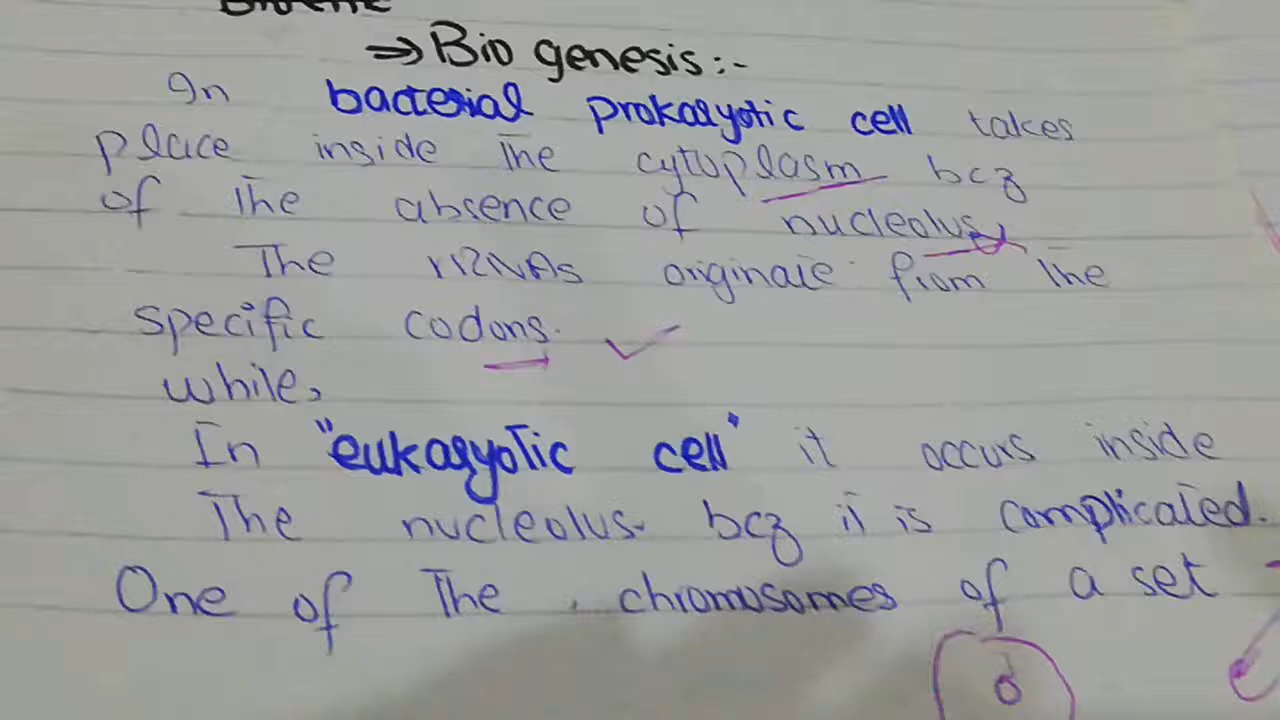 ⇒ Bio genesis:-
In bacterial prokaryotic cell takes
place inside the cytoplasm bcz
of the absence of nucleolus
The rRNAs originate from the
specific codons.
while,
In "eukaryotic cell" it occurs inside
The nucleolus. bcz it is complicated.
One of the chromosomes of a set